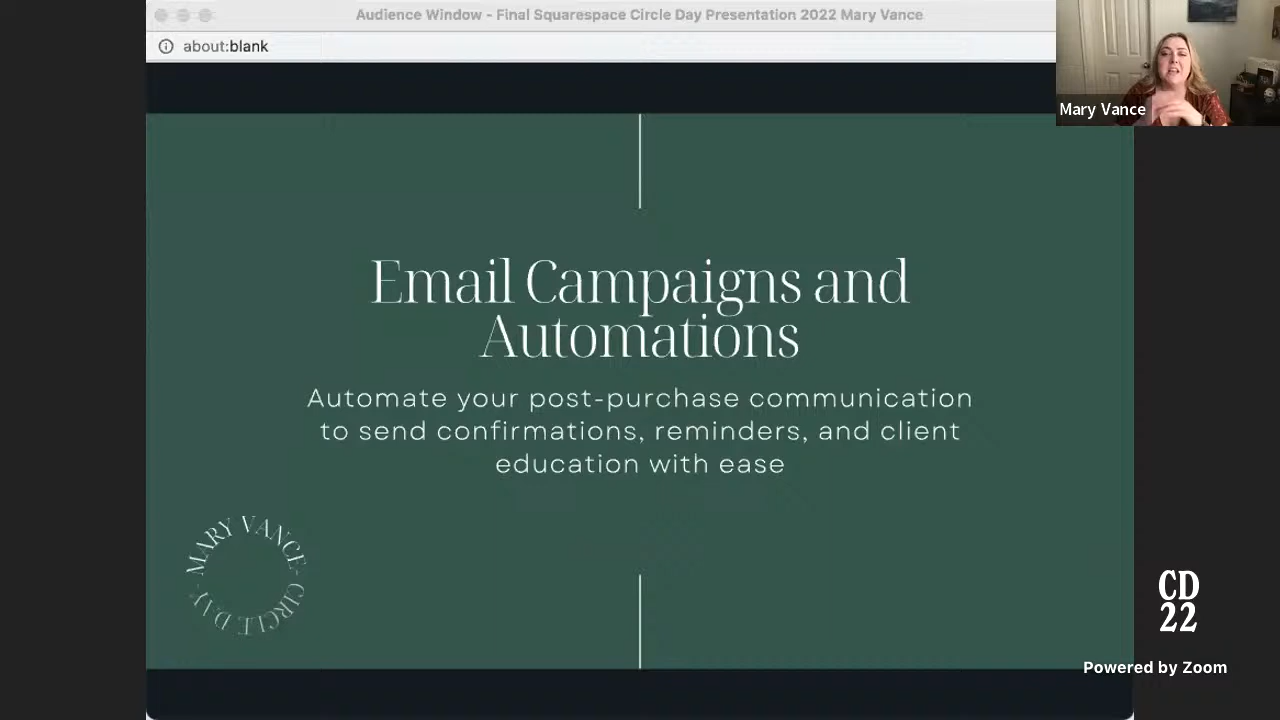 Audience Window - Final Squarespace Circle Day Presentation 2022 Mary Vance
about:blank
Mary Vance
Email Campaigns and
Automations
Automate your post-purchase communication
to send confirmations, reminders, and client
education with ease
MARY VANCE - CIRCLE DAY -
CD
22
Powered by Zoom